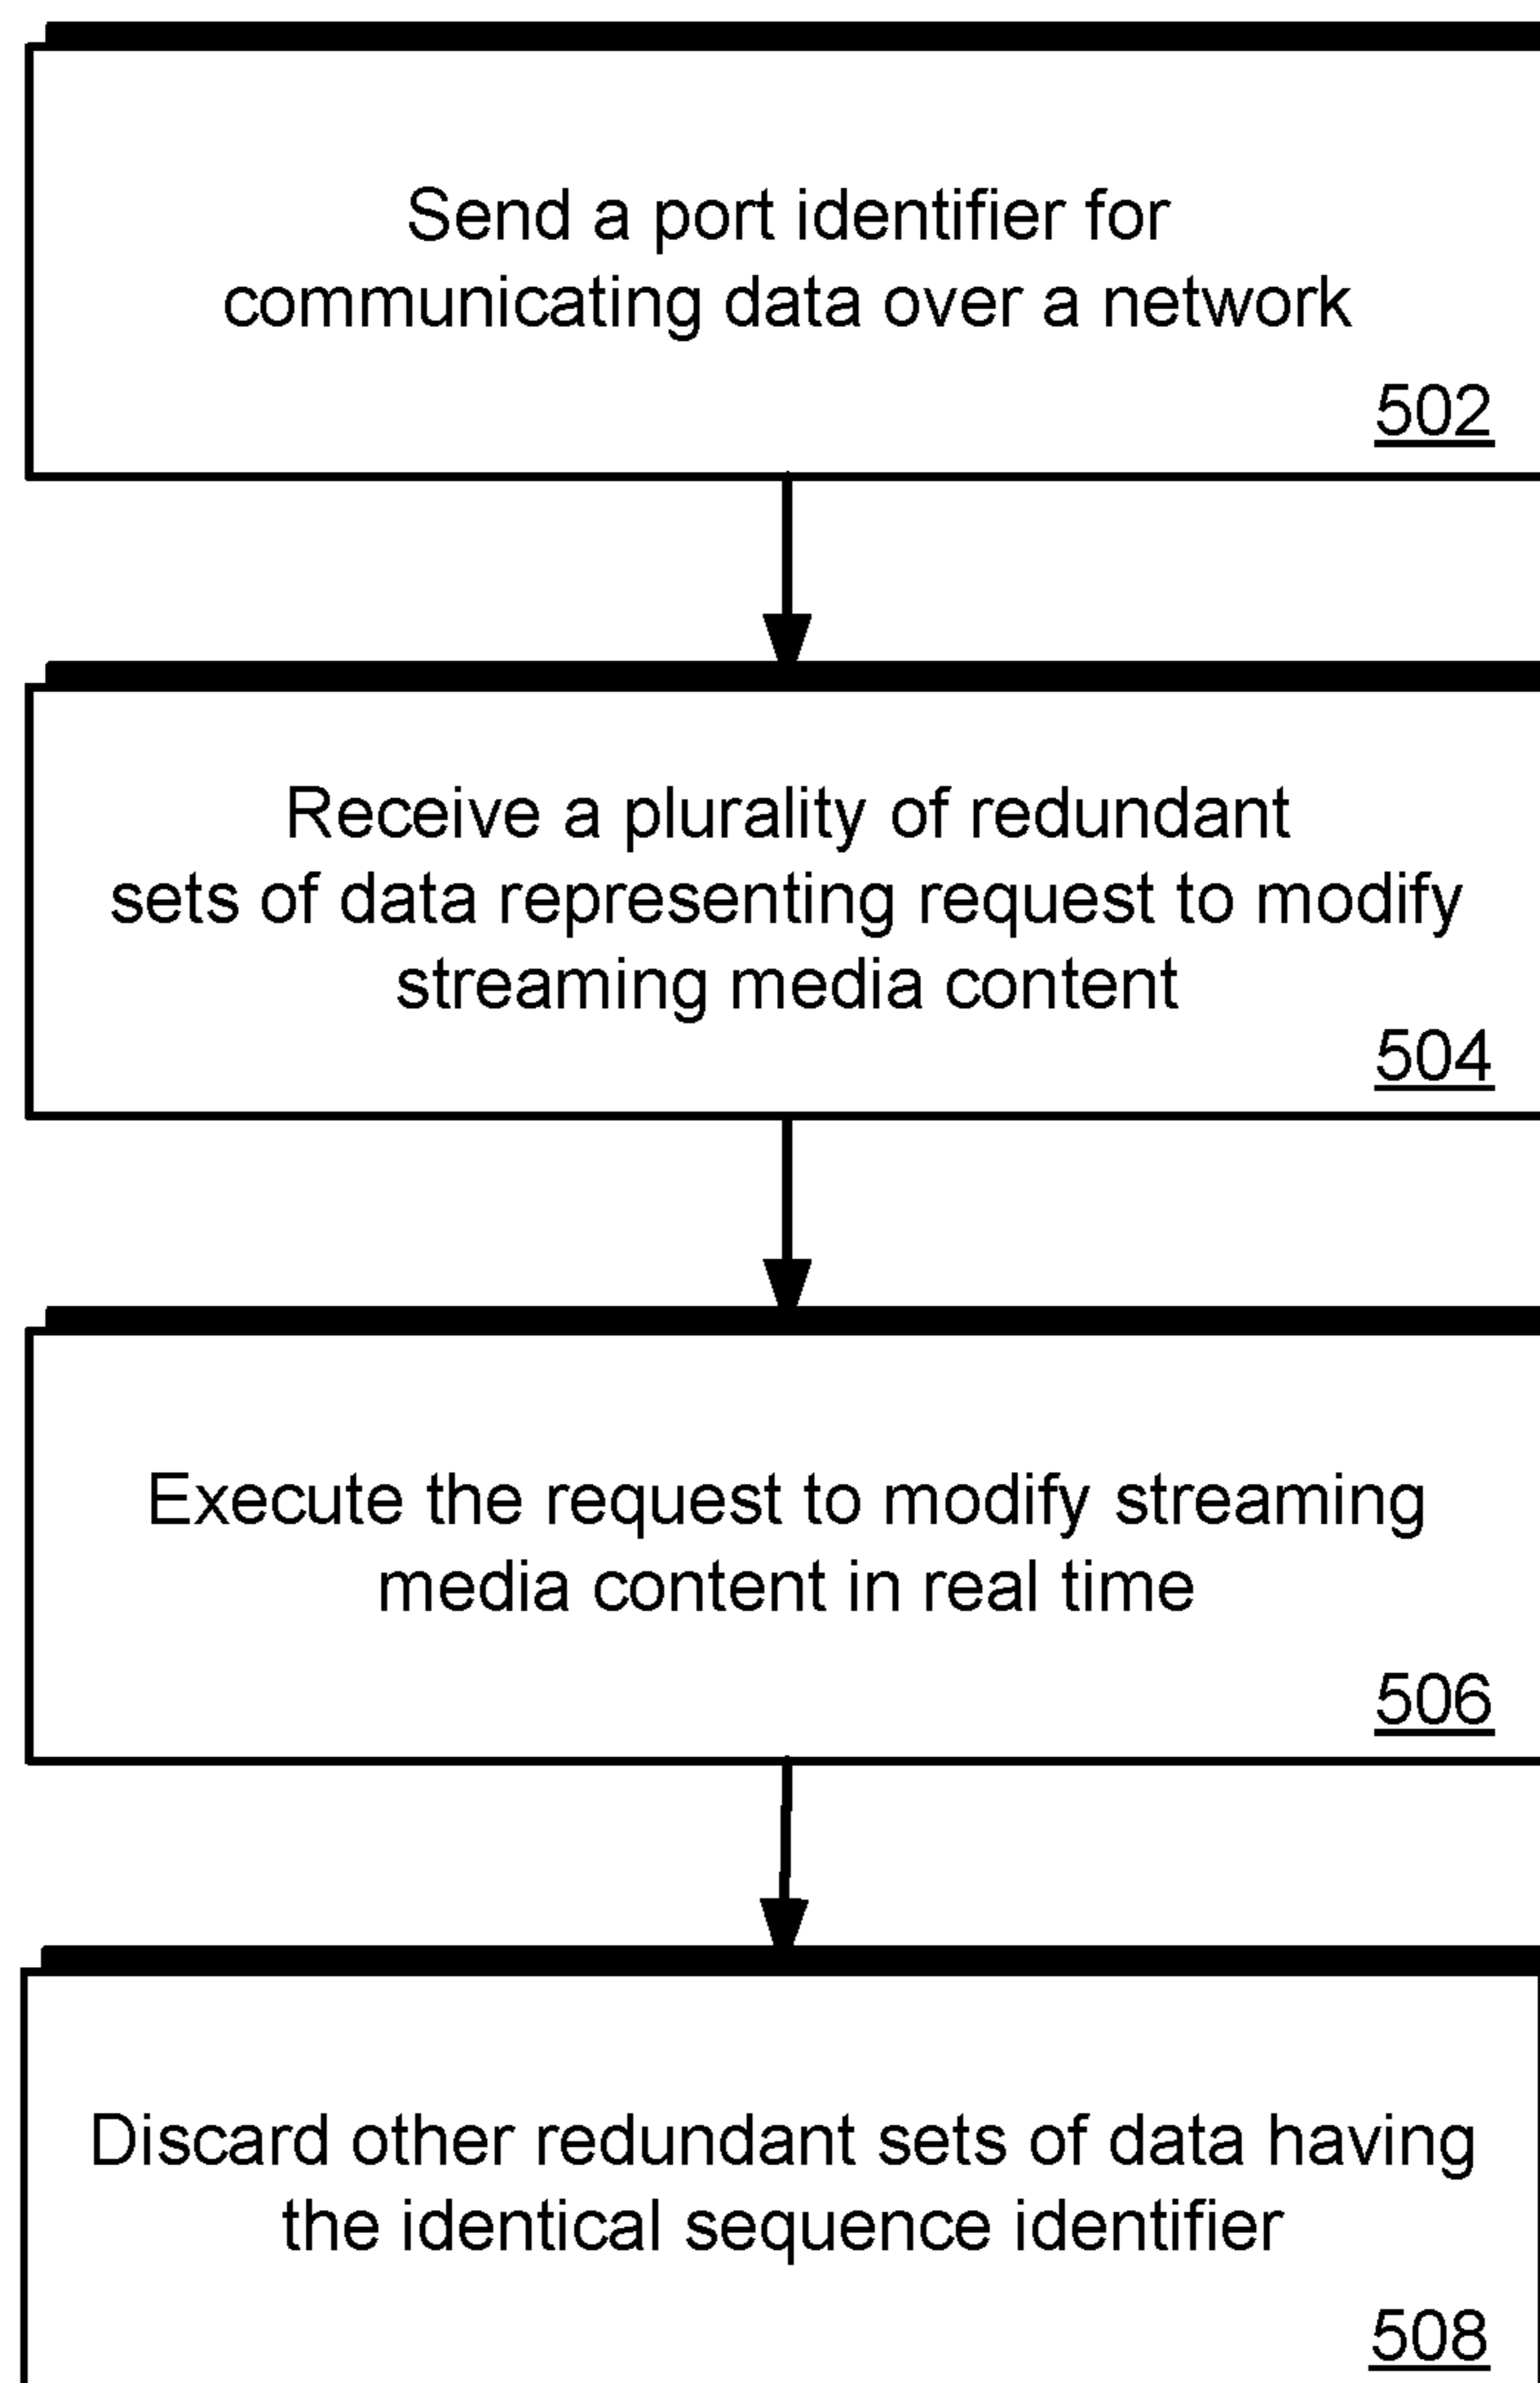 Send a port identifier for
communicating data over a network
502
Receive a plurality of redundant
sets of data representing request to modify
streaming media content
504
Execute the request to modify streaming
media content in real time
506
Discard other redundant sets of data having
the identical sequence identifier
508